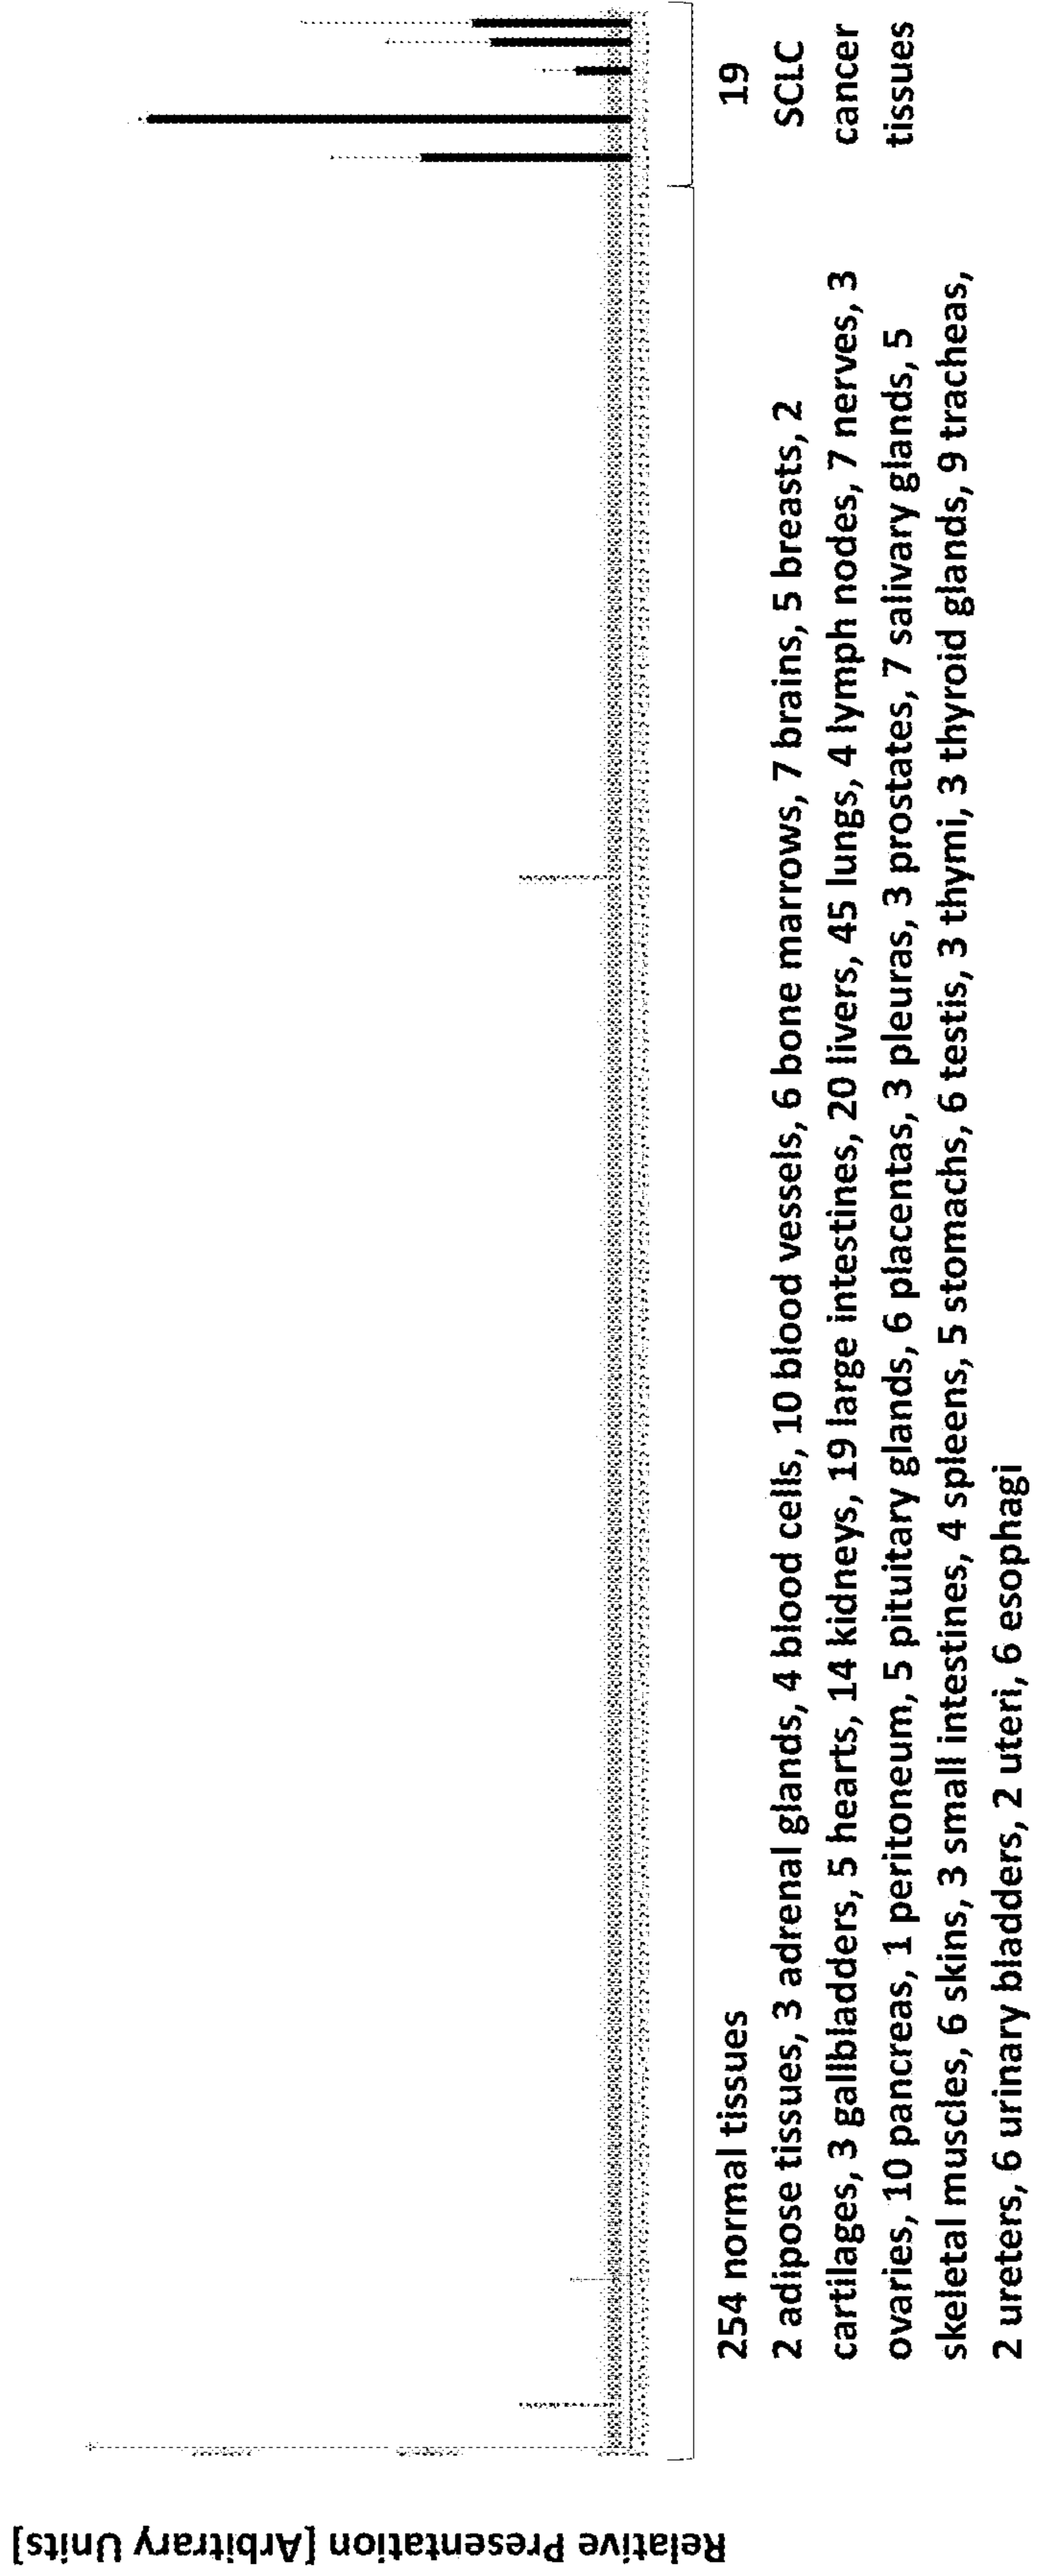 Relative Presentation [Arbitrary Units]
254 normal tissues
2 adipose tissues, 3 adrenal glands, 4 blood cells, 10 blood vessels, 6 bone marrows, 7 brains, 5 breasts, 2
cartilages, 3 gallbladders, 5 hearts, 14 kidneys, 19 large intestines, 20 livers, 45 lungs, 4 lymph nodes, 7 nerves, 3
ovaries, 10 pancreas, 1 peritoneum, 5 pituitary glands, 6 placentas, 3 pleuras, 3 prostates, 7 salivary glands, 5
skeletal muscles, 6 skins, 3 small intestines, 4 spleens, 5 stomachs, 6 testis, 3 thymi, 3 thyroid glands, 9 tracheas,
2 ureters, 6 urinary bladders, 2 uteri, 6 esophagi
19
SCLC
cancer
tissues